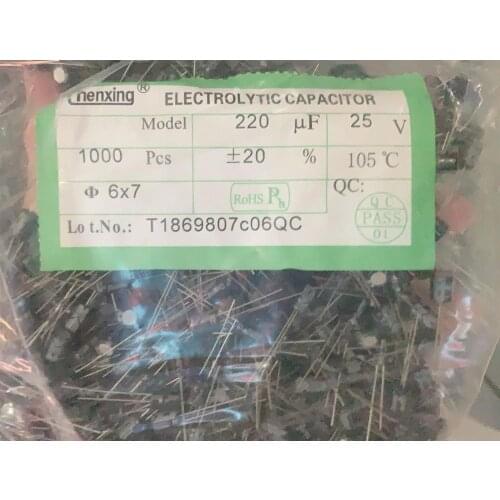 Chenxing® ELECTROLYTIC CAPACITOR
Model 220 µF 25 V
1000 Pcs ±20 % 105℃
Φ 6x7 RoHS Pb QC: QC PASS 01
Lot.No.: T1869807c06QC